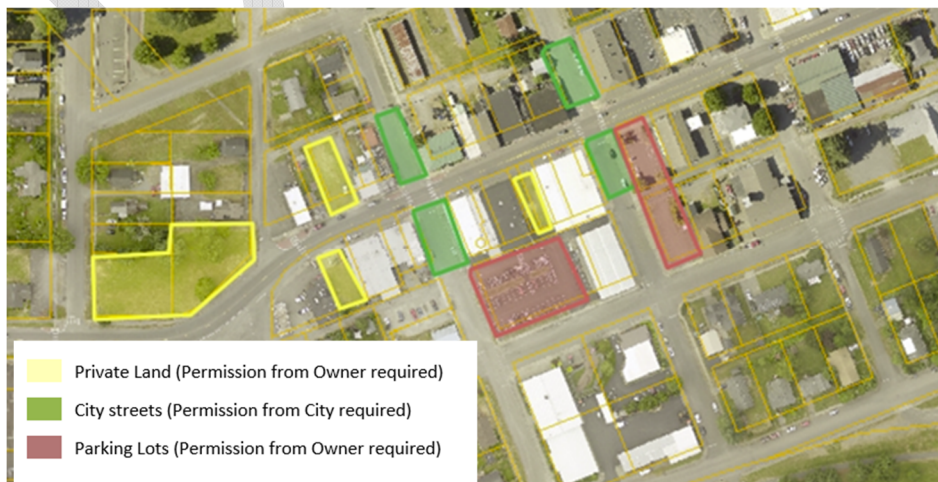 Private Land (Permission from Owner required)
City streets (Permission from City required)
Parking Lots (Permission from Owner required)